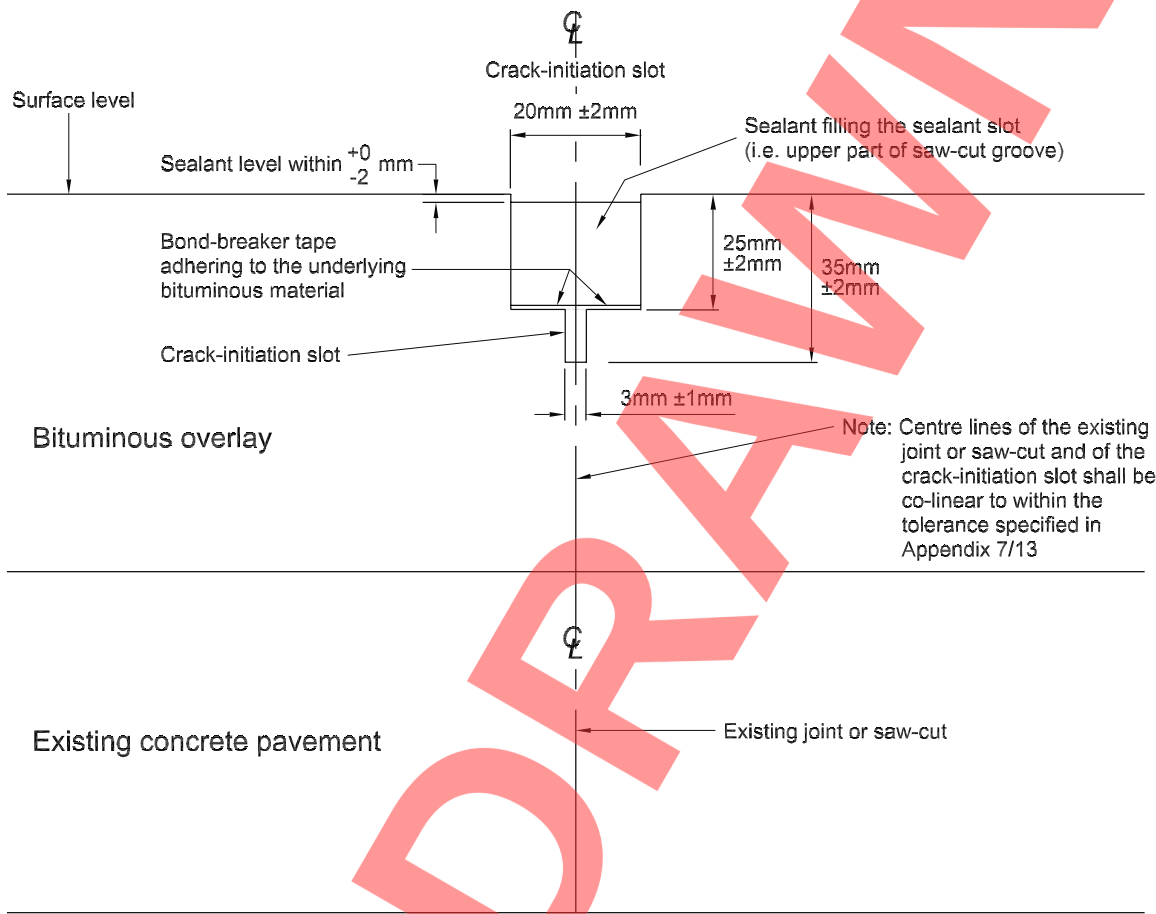 ℄
Crack-initiation slot
20mm ±2mm
Surface level
Sealant level within +0 -2 mm
Sealant filling the sealant slot
(i.e. upper part of saw-cut groove)
Bond-breaker tape
adhering to the underlying
bituminous material
25mm
±2mm
35mm
±2mm
Crack-initiation slot
3mm ±1mm
Bituminous overlay
Note: Centre lines of the existing
joint or saw-cut and of the
crack-initiation slot shall be
co-linear to within the
tolerance specified in
Appendix 7/13
℄
Existing concrete pavement
Existing joint or saw-cut
DRAWN